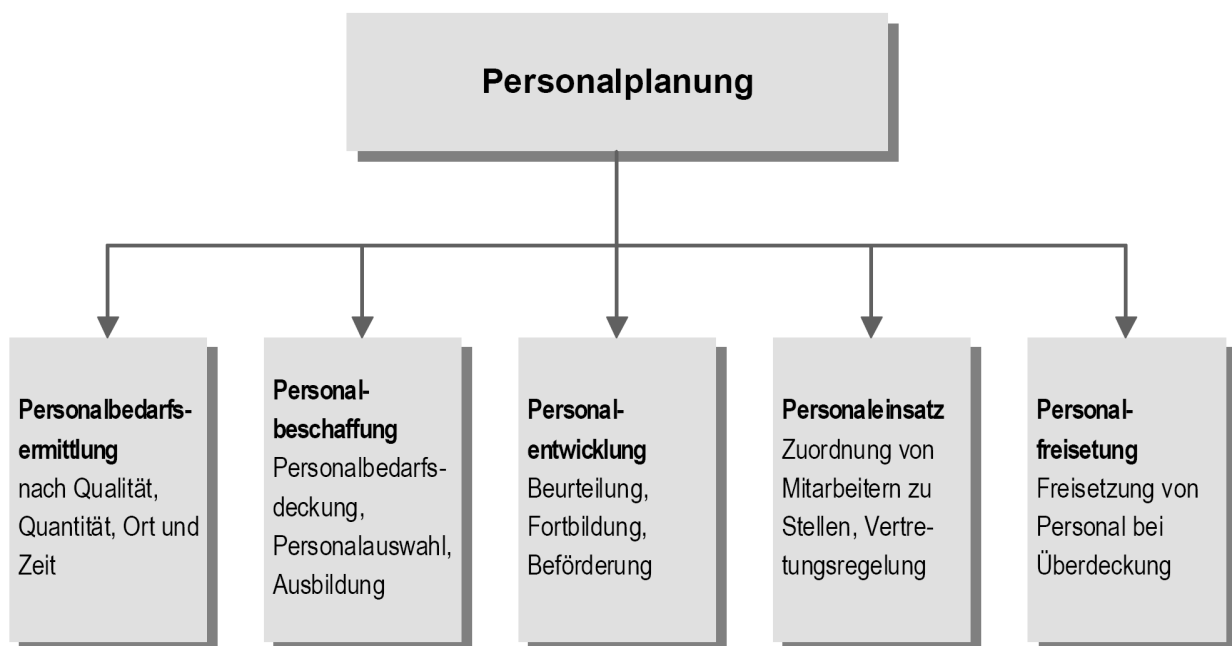 Personalplanung
Personalbedarfs-
ermittlung
nach Qualität,
Quantität, Ort und
Zeit
Personal-
beschaffung
Personalbedarfs-
deckung,
Personalauswahl,
Ausbildung
Personal-
entwicklung
Beurteilung,
Fortbildung,
Beförderung
Personaleinsatz
Zuordnung von
Mitarbeitern zu
Stellen, Vertre-
tungsregelung
Personal-
freisetung
Freisetzung von
Personal bei
Überdeckung